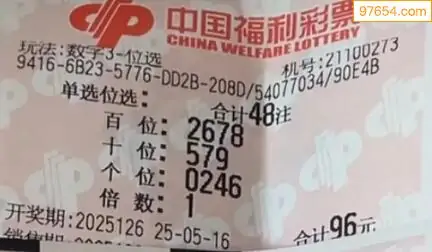 97654.com
中国福利彩票
CHINA WELFARE LOTTERY
玩法:数字3-位选
机号:21100273
9416-6B23-5776-DD2B-208D/54077034/90E4B
单选位选:
合计48注
百 位:2678
十 位:579
个 位:0246
倍 数:1
开奖期:2025126 25-05-16
合计96元